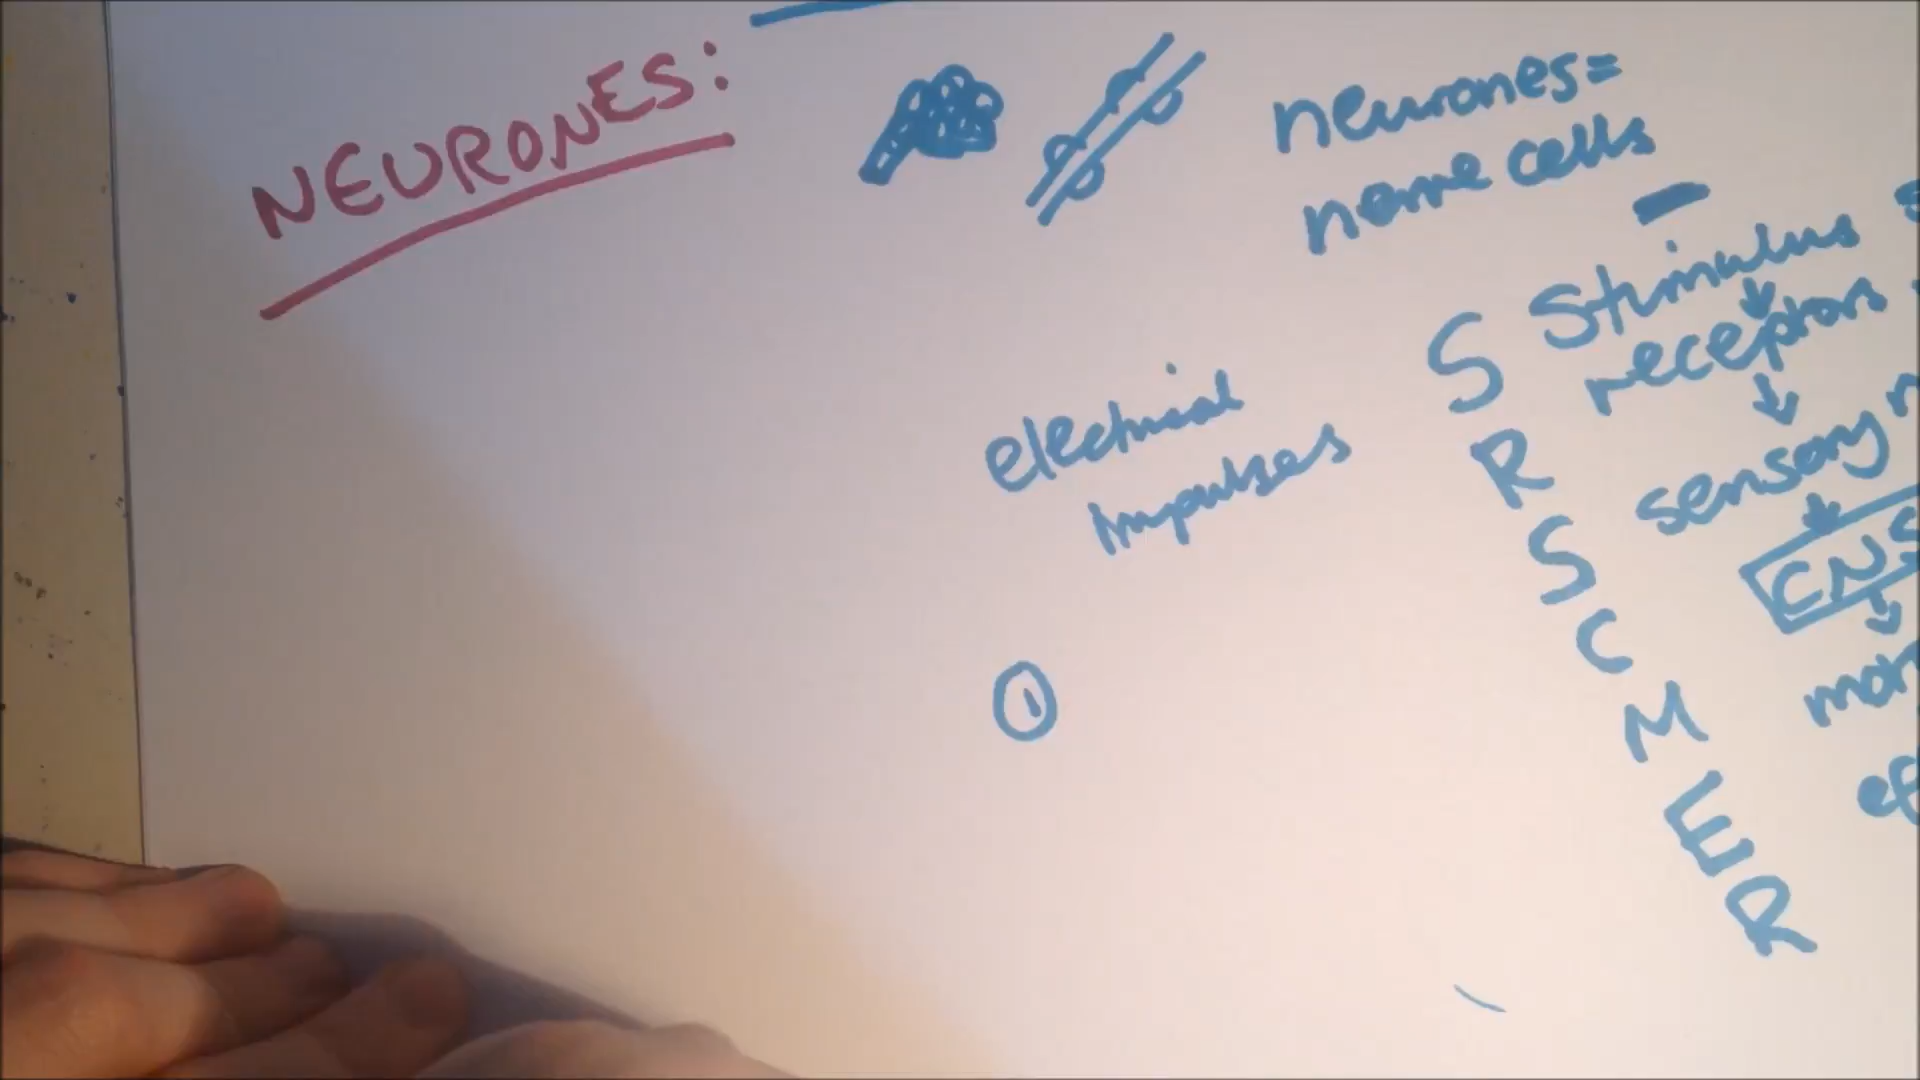 NEURONES:
neurones=
nerve cells
electrical
impulses
①
S
R
S
C
M
E
R
Stimulus
receptors
sensory
CNS